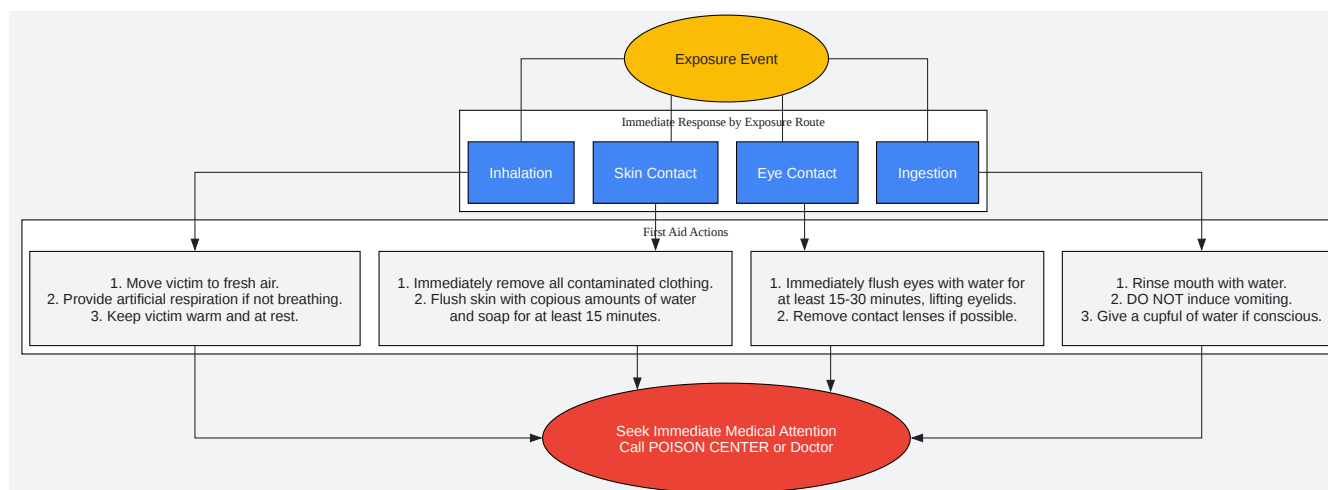 Exposure Event
Immediate Response by Exposure Route
Inhalation
Skin Contact
Eye Contact
Ingestion
First Aid Actions
1. Move victim to fresh air.
2. Provide artificial respiration if not breathing.
3. Keep victim warm and at rest.
1. Immediately remove all contaminated clothing.
2. Flush skin with copious amounts of water
and soap for at least 15 minutes.
1. Immediately flush eyes with water for
at least 15-30 minutes, lifting eyelids.
2. Remove contact lenses if possible.
1. Rinse mouth with water.
2. DO NOT induce vomiting.
3. Give a cupful of water if conscious.
Seek Immediate Medical Attention
Call POISON CENTER or Doctor